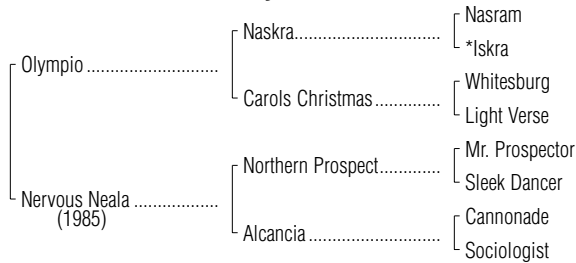 Nasram
Naskra
*Iskra
Olympio
Whitesburg
Carols Christmas
Light Verse
Mr. Prospector
Northern Prospect
Sleek Dancer
Nervous Neala
(1985)
Cannonade
Alcancia
Sociologist